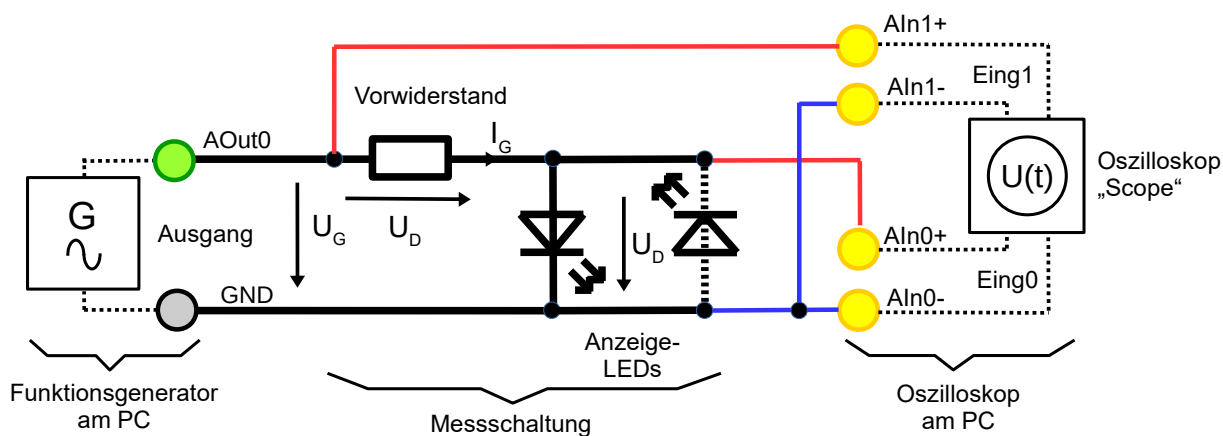 AIn1+
Eing1
Vorwiderstand
AIn1-
AOut0
I_G
Oszilloskop
„Scope“
U(t)
G
Ausgang
U_G
U_D
U_D
AIn0+
Eing0
GND
AIn0-
Anzeige-
LEDs
Funktionsgenerator
am PC
Messschaltung
Oszilloskop
am PC